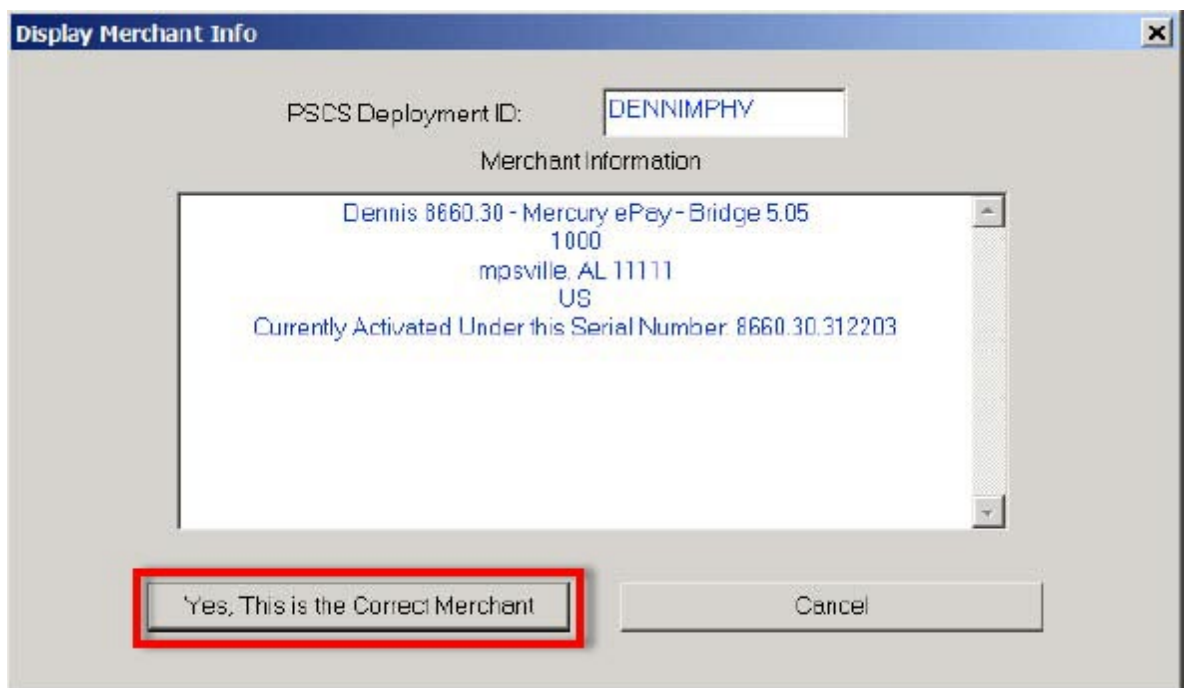 Display Merchant Info
PSCS Deployment ID: DENNIMPHV
Merchant Information
Dennis 8660.30 - Mercury ePay - Bridge 5.05
1000
mpsville, AL 11111
US
Currently Activated Under this Serial Number: 8660.30.312203
Yes, This is the Correct Merchant
Cancel